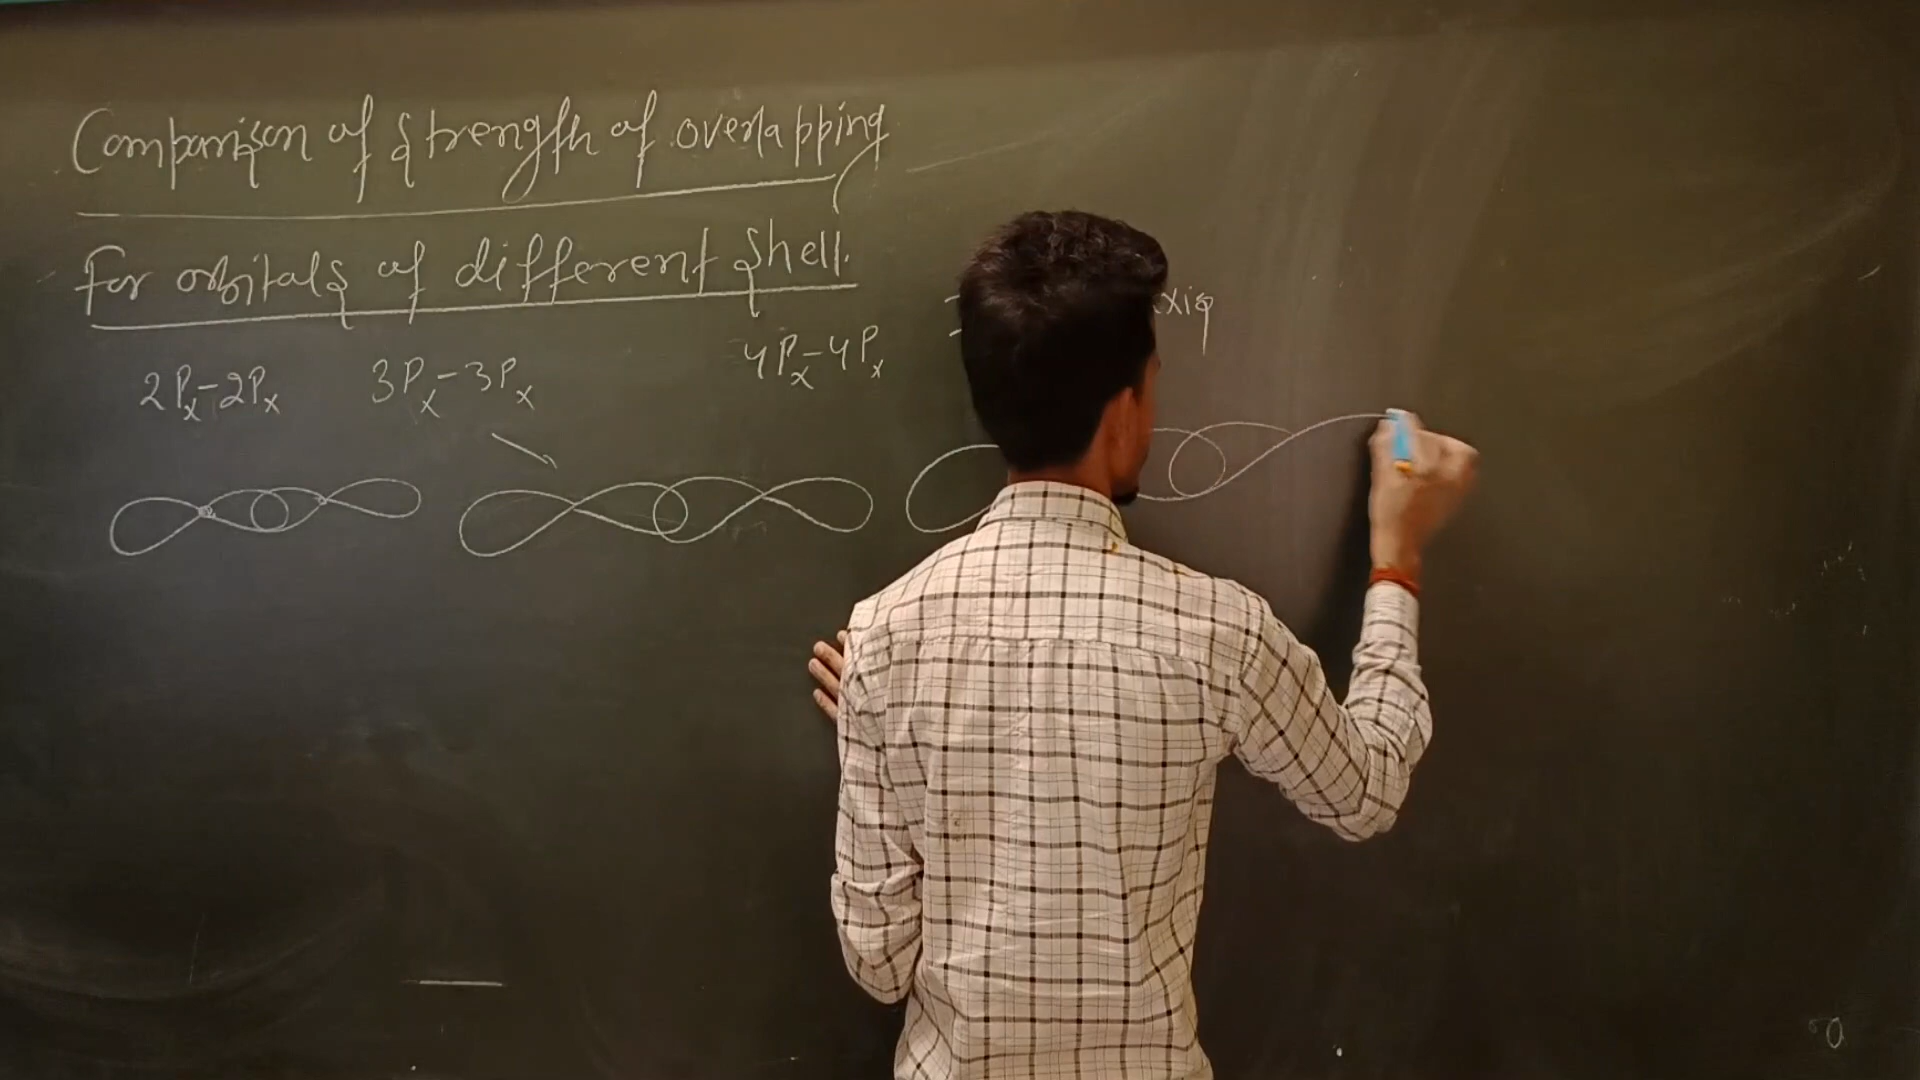 Comparison of strength of overlapping
For orbitals of different shell.
2Px-2Px 3Px-3Px 4Px-4Px